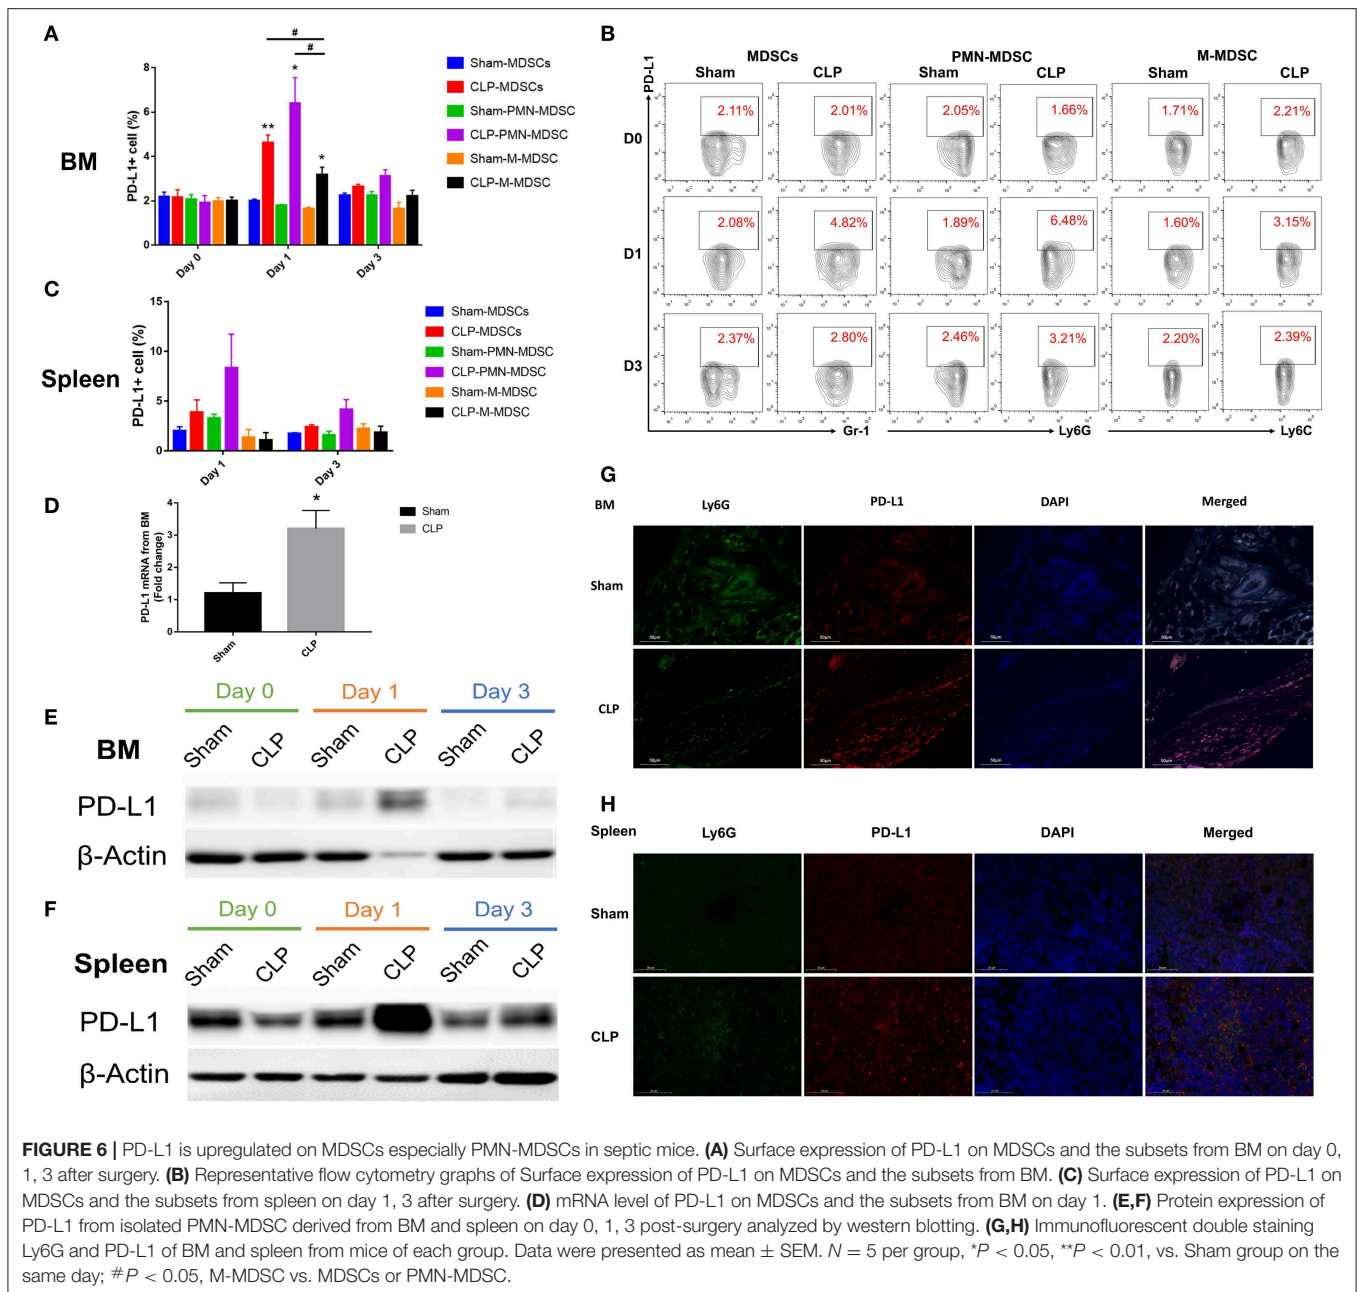 A
#
#
8
6
4
2
0
PD-L1+ cell (%)
BM
**
*
*
Day 0
Day 1
Day 3
Sham-MDSCs
CLP-MDSCs
Sham-PMN-MDSC
CLP-PMN-MDSC
Sham-M-MDSC
CLP-M-MDSC
B
PD-L1
MDSCs
PMN-MDSC
M-MDSC
Sham CLP Sham CLP Sham CLP
D0
2.11% 2.01% 2.05% 1.66% 1.71% 2.21%
D1
2.08% 4.82% 1.89% 6.48% 1.60% 3.15%
D3
2.37% 2.80% 2.46% 3.21% 2.20% 2.39%
Gr-1 Ly6G Ly6C
C
15
10
5
0
PD-L1+ cell (%)
Spleen
Day 1
Day 3
Sham-MDSCs
CLP-MDSCs
Sham-PMN-MDSC
CLP-PMN-MDSC
Sham-M-MDSC
CLP-M-MDSC
D
4
3
2
1
0
PD-L1 mRNA from BM
(Fold change)
*
Sham
CLP
Sham
CLP
E
BM
Day 0 Day 1 Day 3
Sham CLP Sham CLP Sham CLP
PD-L1
β-Actin
F
Spleen
Day 0 Day 1 Day 3
Sham CLP Sham CLP Sham CLP
PD-L1
β-Actin
G
BM Ly6G PD-L1 DAPI Merged
Sham
50μm 50μm 50μm 50μm
CLP
50μm 50μm 50μm 50μm
H
Spleen Ly6G PD-L1 DAPI Merged
Sham
CLP
FIGURE 6 | PD-L1 is upregulated on MDSCs especially PMN-MDSCs in septic mice. (A) Surface expression of PD-L1 on MDSCs and the subsets from BM on day 0,
1, 3 after surgery. (B) Representative flow cytometry graphs of Surface expression of PD-L1 on MDSCs and the subsets from BM. (C) Surface expression of PD-L1 on
MDSCs and the subsets from spleen on day 1, 3 after surgery. (D) mRNA level of PD-L1 on MDSCs and the subsets from BM on day 1. (E,F) Protein expression of
PD-L1 from isolated PMN-MDSC derived from BM and spleen on day 0, 1, 3 post-surgery analyzed by western blotting. (G,H) Immunofluorescent double staining
Ly6G and PD-L1 of BM and spleen from mice of each group. Data were presented as mean ± SEM. N = 5 per group, *P < 0.05, **P < 0.01, vs. Sham group on the
same day; #P < 0.05, M-MDSC vs. MDSCs or PMN-MDSC.